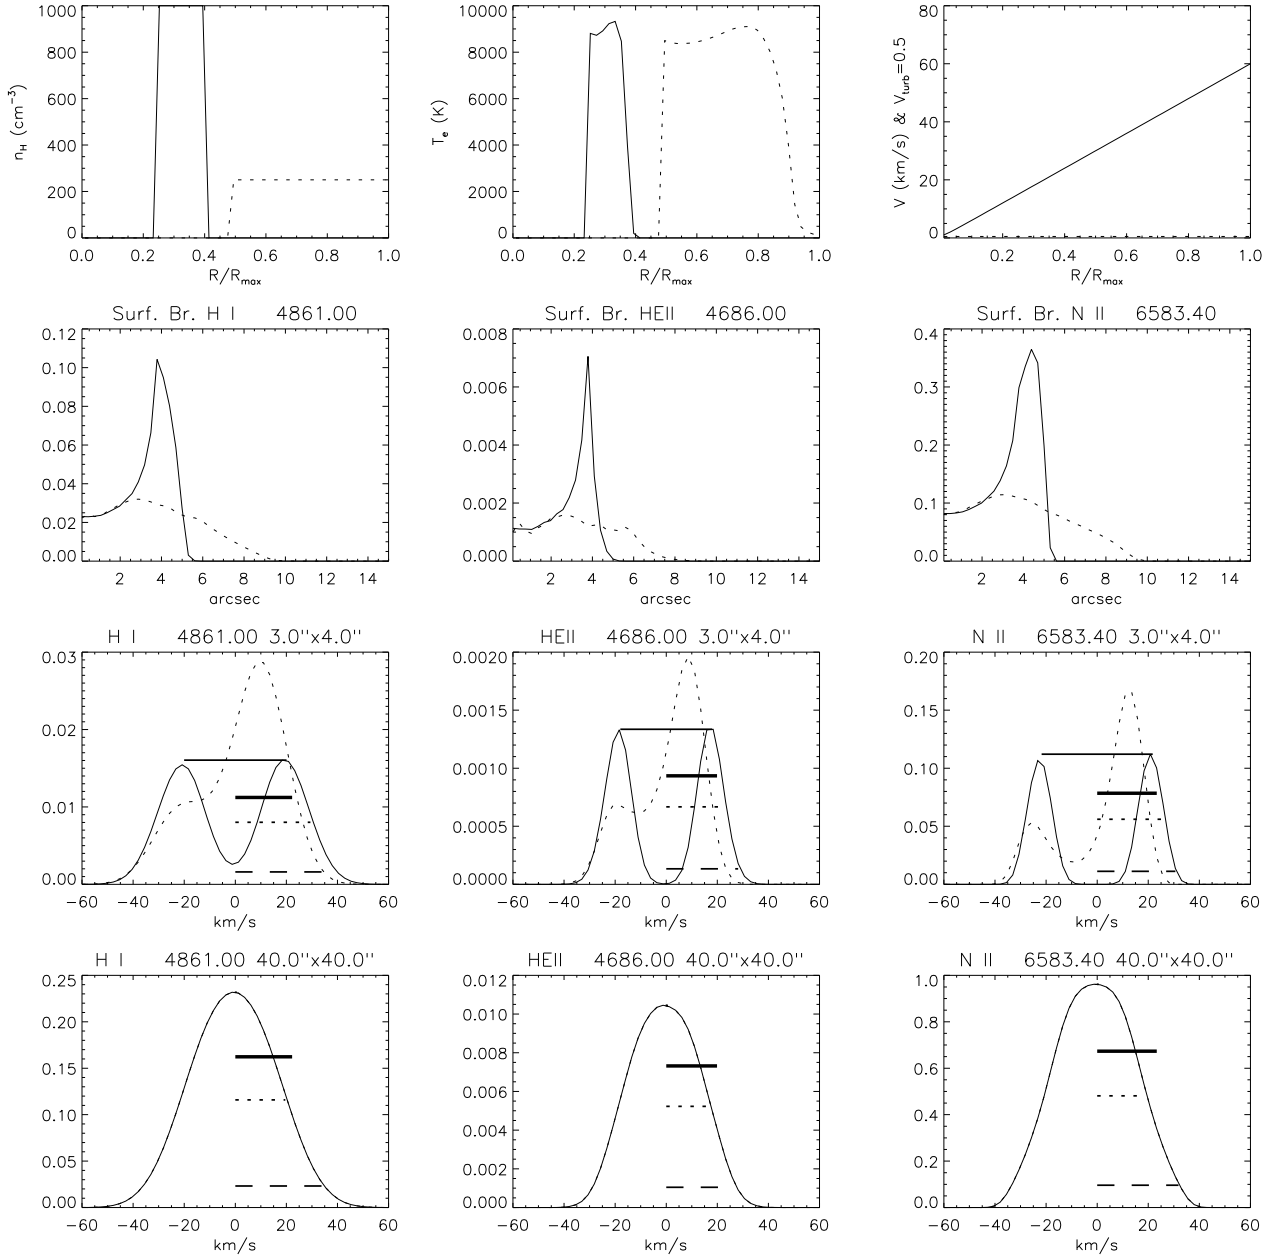 1000
800
600
400
200
0
n_H (cm^-3)
0.0 0.2 0.4 0.6 0.8 1.0
R/R_max
10000
8000
6000
4000
2000
0
T_e (K)
0.0 0.2 0.4 0.6 0.8 1.0
R/R_max
80
60
40
20
0
V (km/s) & V_turb=0.5
0.2 0.4 0.6 0.8 1.0
R/R_max
Surf. Br. H I 4861.00
0.12
0.10
0.08
0.06
0.04
0.02
0.00
2 4 6 8 10 12 14
arcsec
Surf. Br. HEII 4686.00
0.008
0.006
0.004
0.002
0.000
2 4 6 8 10 12 14
arcsec
Surf. Br. N II 6583.40
0.4
0.3
0.2
0.1
0.0
2 4 6 8 10 12 14
arcsec
H I 4861.00 3.0"x4.0"
0.03
0.02
0.01
0.00
−60 −40 −20 0 20 40 60
km/s
HEII 4686.00 3.0"x4.0"
0.0020
0.0015
0.0010
0.0005
0.0000
−60 −40 −20 0 20 40 60
km/s
N II 6583.40 3.0"x4.0"
0.20
0.15
0.10
0.05
0.00
−60 −40 −20 0 20 40 60
km/s
H I 4861.00 40.0"x40.0"
0.25
0.20
0.15
0.10
0.05
0.00
−60 −40 −20 0 20 40 60
km/s
HEII 4686.00 40.0"x40.0"
0.012
0.010
0.008
0.006
0.004
0.002
0.000
−60 −40 −20 0 20 40 60
km/s
N II 6583.40 40.0"x40.0"
1.0
0.8
0.6
0.4
0.2
0.0
−60 −40 −20 0 20 40 60
km/s